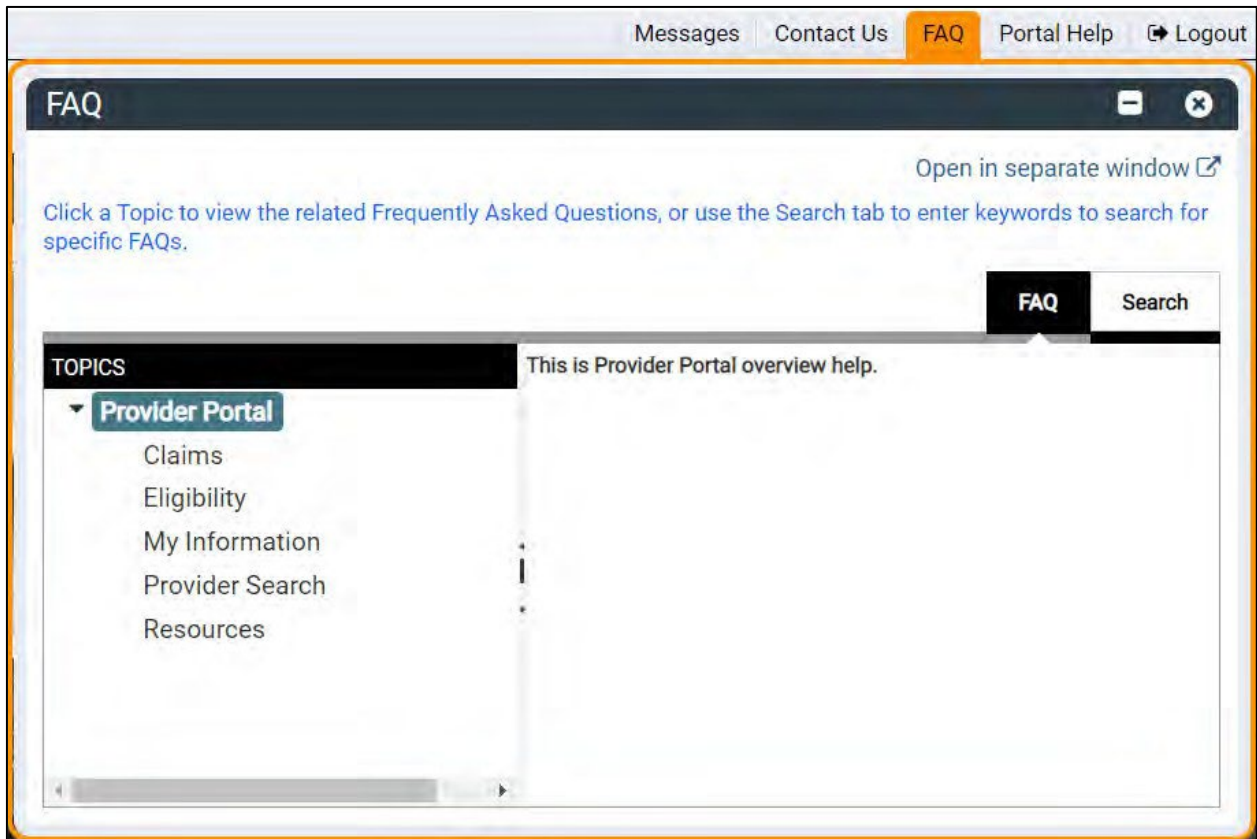 Messages Contact Us FAQ Portal Help Logout
FAQ
Open in separate window
Click a Topic to view the related Frequently Asked Questions, or use the Search tab to enter keywords to search for
specific FAQs.
FAQ Search
TOPICS
This is Provider Portal overview help.
Provider Portal
Claims
Eligibility
My Information
Provider Search
Resources